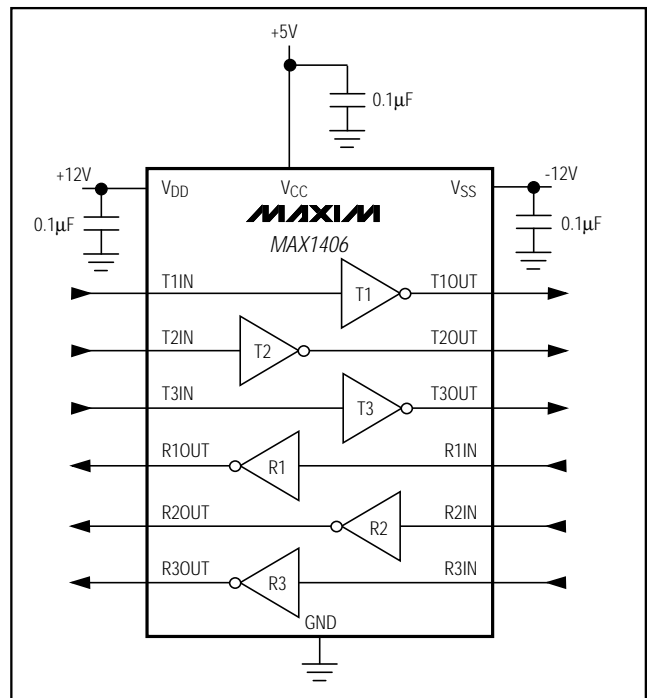 +5V
0.1µF
+12V
-12V
VDD
VCC
VSS
0.1µF
MAXIM
0.1µF
MAX1406
T1IN
T1
T1OUT
T2IN
T2
T2OUT
T3IN
T3
T3OUT
R1OUT
R1
R1IN
R2OUT
R2
R2IN
R3OUT
R3
R3IN
GND